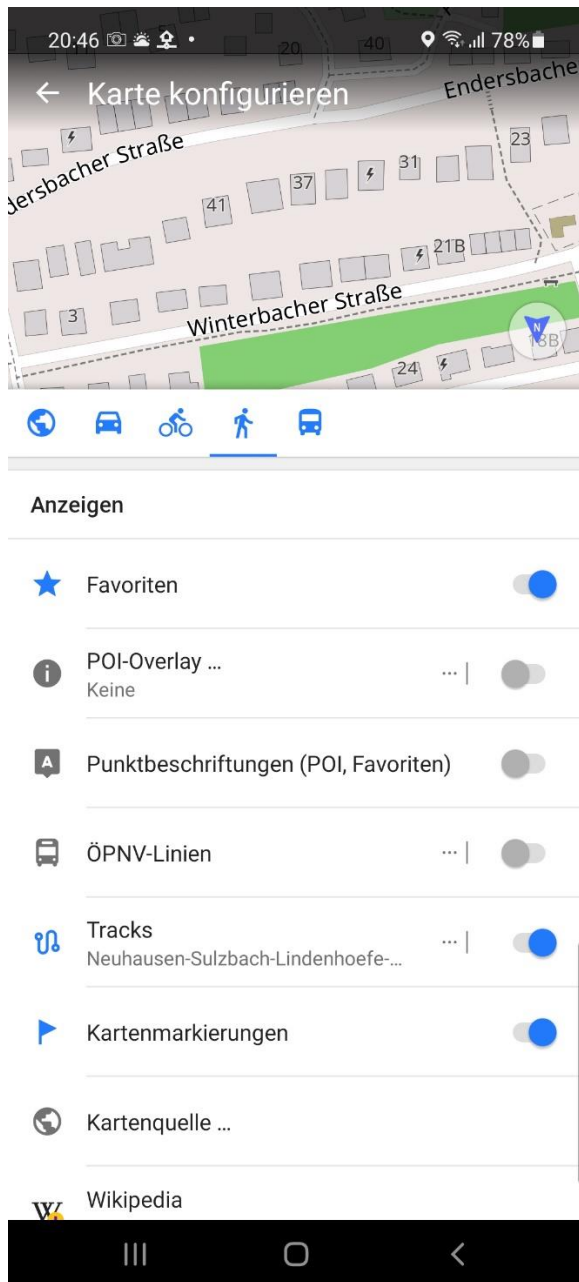 20:46
78%
20
40
Karte konfigurieren
Endersbache
dersbacher Straße
23
31
37
41
21B
3
Winterbacher Straße
N
18B
24
Anzeigen
Favoriten
POI-Overlay ...
Keine
Punktbeschriftungen (POI, Favoriten)
ÖPNV-Linien
Tracks
Neuhausen-Sulzbach-Lindenhoefe-...
Kartenmarkierungen
Kartenquelle ...
Wikipedia